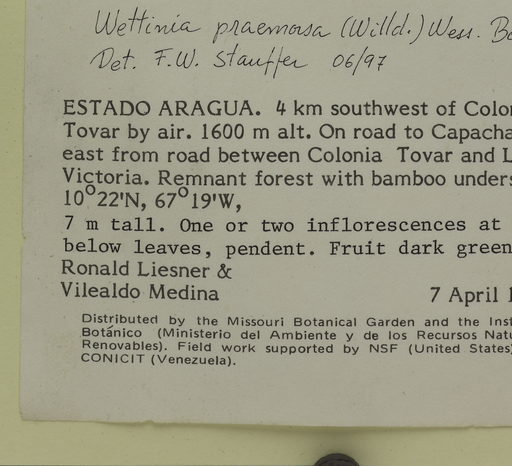 Wettinia praemorsa (Willd.) Wess. Bo
Det. F.W. Stauffer 06/97
ESTADO ARAGUA. 4 km southwest of Colon
Tovar by air. 1600 m alt. On road to Capacha
east from road between Colonia Tovar and L
Victoria. Remnant forest with bamboo unders
10°22'N, 67°19'W,
7 m tall. One or two inflorescences at
below leaves, pendent. Fruit dark green
Ronald Liesner &
Vilealdo Medina 7 April 1
Distributed by the Missouri Botanical Garden and the Inst
Botánico (Ministerio del Ambiente y de los Recursos Natu
Renovables). Field work supported by NSF (United States)
CONICIT (Venezuela).